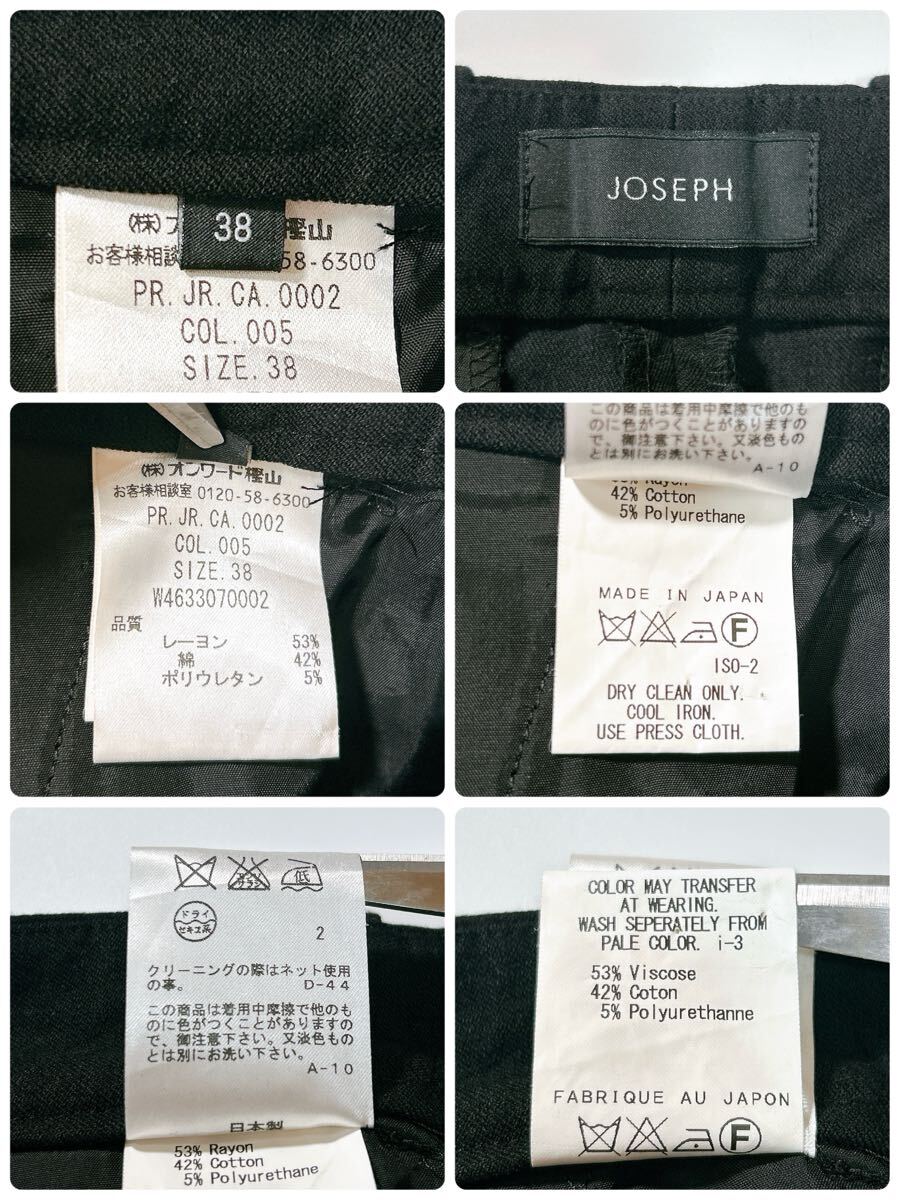 (株)オ
38
樫山
お客様相談
58-6300
PR. JR. CA. 0002
COL. 005
SIZE. 38
JOSEPH
(株)オンワード樫山
お客様相談室 0120-58-6300
PR. JR. CA. 0002
COL. 005
SIZE. 38
W4633070002
品質
レーヨン 53%
綿 42%
ポリウレタン 5%
この商品は着用中摩擦で他のも
のに色がつくことがありますの
で、御注意下さい。又淡色もの
とは別にお洗い下さい。
A-10
Rayon
42% Cotton
5% Polyurethane
MADE IN JAPAN
F
ISO-2
DRY CLEAN ONLY.
COOL IRON.
USE PRESS CLOTH.
エンソ サラシ 低
ドライ
セキユ系
2
クリーニングの際はネット使用
の事。 D-44
この商品は着用中摩擦で他のも
のに色がつくことがありますの
で、御注意下さい。又淡色もの
とは別にお洗い下さい。
A-10
日本製
53% Rayon
42% Cotton
5% Polyurethane
COLOR MAY TRANSFER
AT WEARING.
WASH SEPERATELY FROM
PALE COLOR. i-3
53% Viscose
42% Coton
5% Polyurethanne
FABRIQUE AU JAPON
F